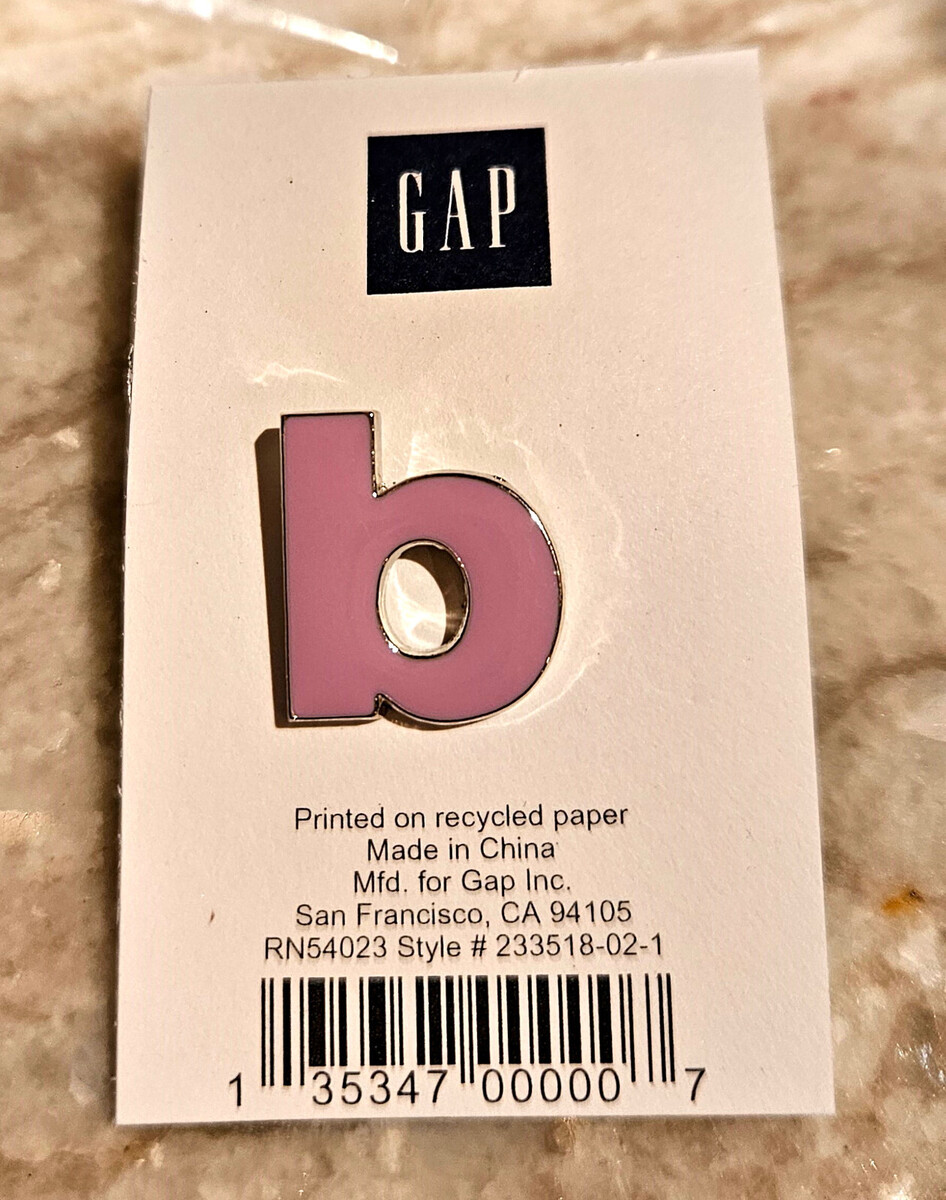 GAP
b
Printed on recycled paper
Made in China
Mfd. for Gap Inc.
San Francisco, CA 94105
RN54023 Style # 233518-02-1
1 35347 00000 7